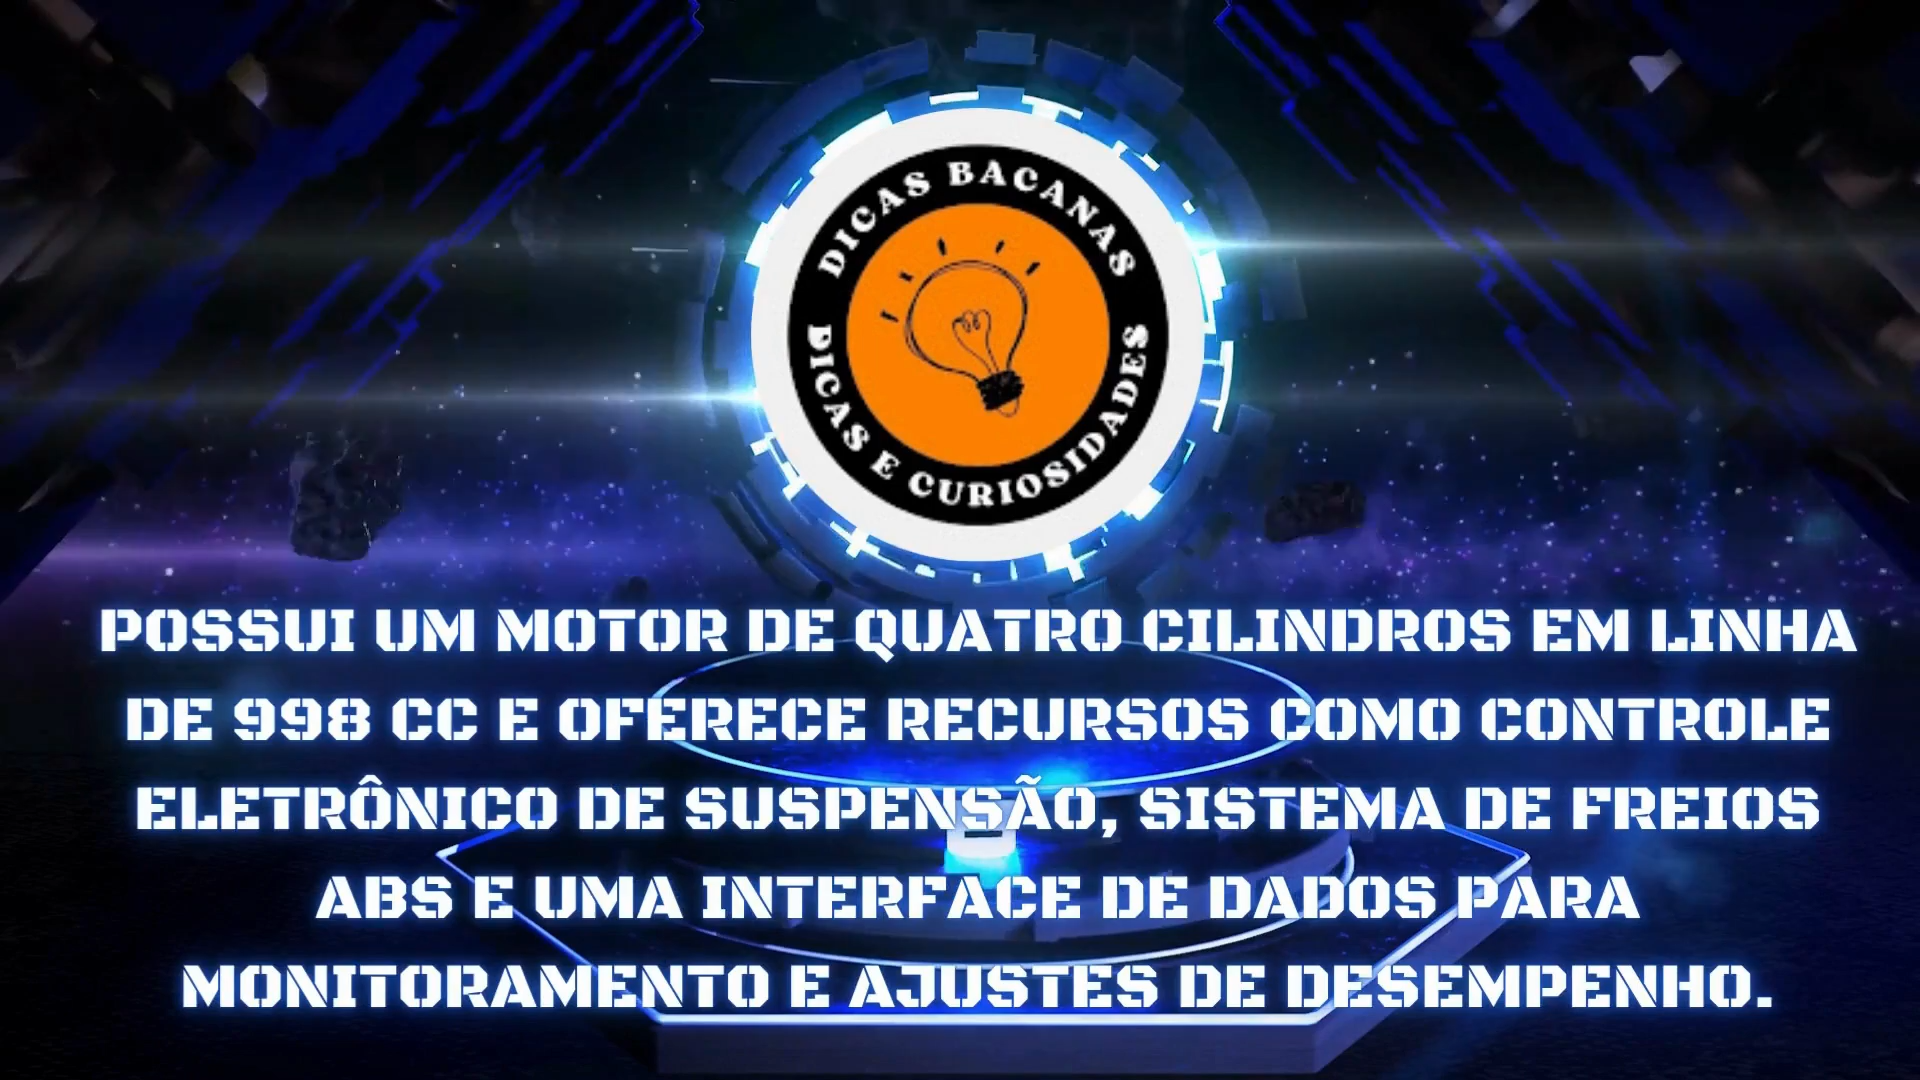 DICAS BACANAS
DICAS E CURIOSIDADES
POSSUI UM MOTOR DE QUATRO CILINDROS EM LINHA
DE 998 CC E OFERECE RECURSOS COMO CONTROLE
ELETRÔNICO DE SUSPENSÃO, SISTEMA DE FREIOS
ABS E UMA INTERFACE DE DADOS PARA
MONITORAMENTO E AJUSTES DE DESEMPENHO.